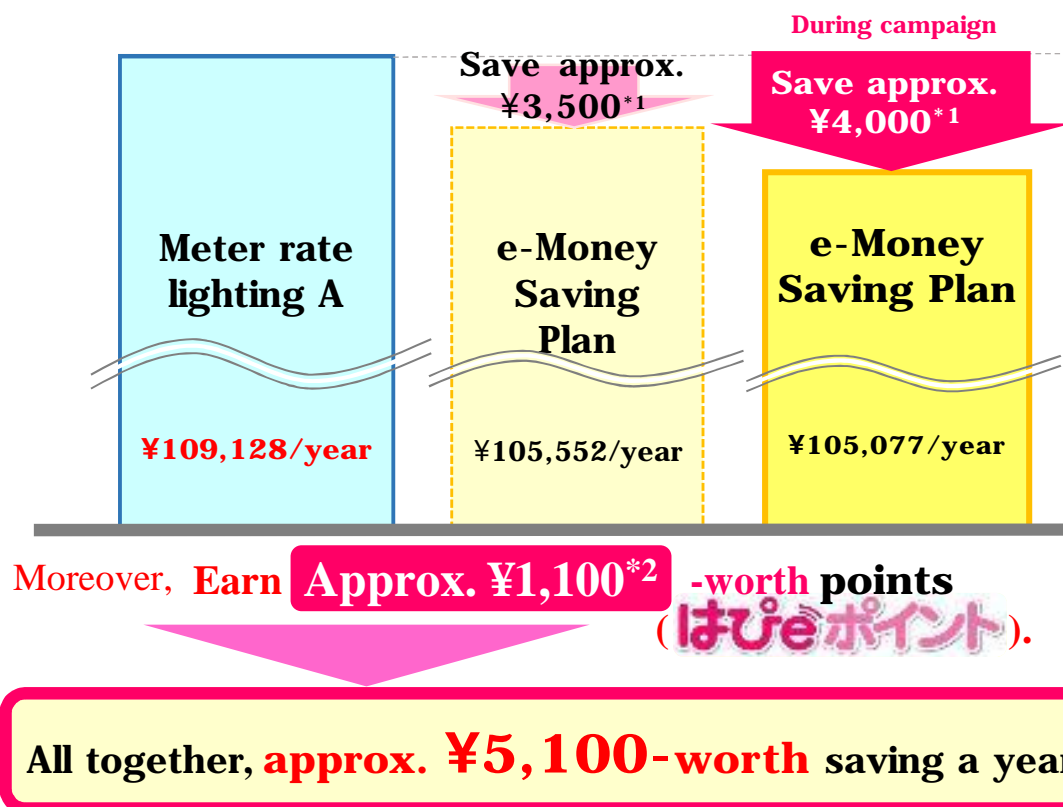 During campaign
Save approx.
¥3,500*1
Save approx.
¥4,000*1
Meter rate
lighting A
e-Money
Saving
Plan
e-Money
Saving Plan
¥109,128/year
¥105,552/year
¥105,077/year
Moreover, Earn Approx. ¥1,100*2 -worth points
(はぴeポイント).
All together, approx. ¥5,100-worth saving a year